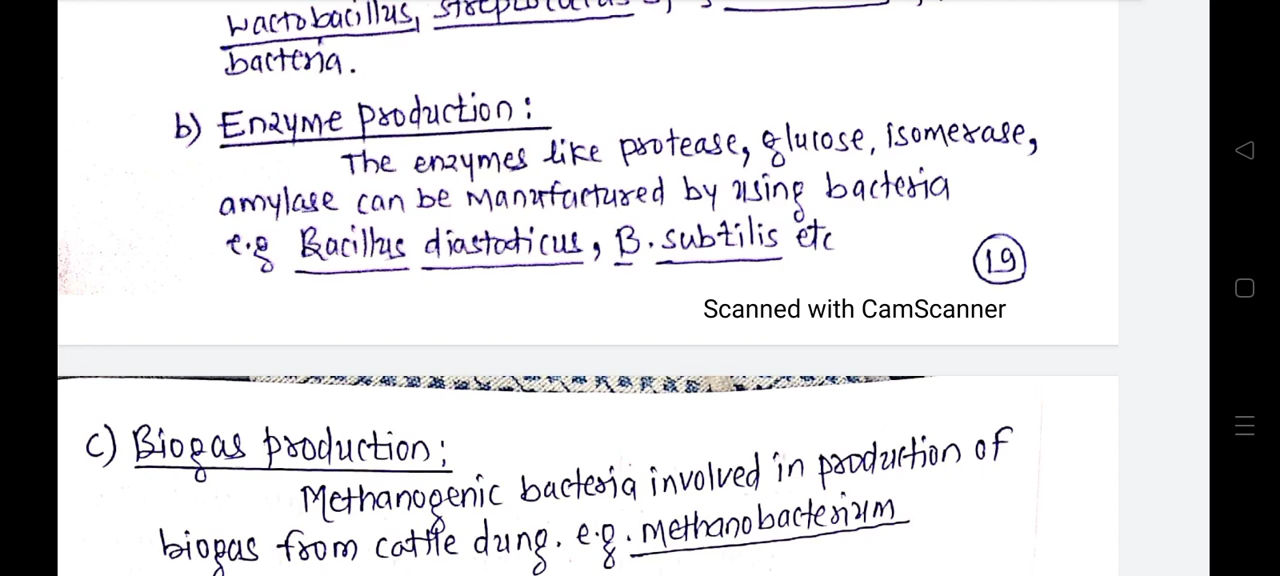 Lactobacillus,
bacteria.
b) Enzyme production:
The enzymes like protease, glucose, isomerase,
amylase can be Manufactured by using bacteria
e.g Bacillus diastaticus, B. subtilis etc
19
Scanned with CamScanner
c) Biogas production:
Methanogenic bacteria involved in production of
biogas from cattle dung. e.g. methanobacterium